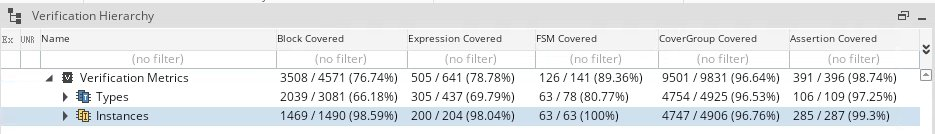 Verification Hierarchy
Ex UNR Name Block Covered Expression Covered FSM Covered CoverGroup Covered Assertion Covered
(no filter) (no filter) (no filter) (no filter) (no filter) (no filter)
Verification Metrics 3508 / 4571 (76.74%) 505 / 641 (78.78%) 126 / 141 (89.36%) 9501 / 9831 (96.64%) 391 / 396 (98.74%)
Types 2039 / 3081 (66.18%) 305 / 437 (69.79%) 63 / 78 (80.77%) 4754 / 4925 (96.53%) 106 / 109 (97.25%)
Instances 1469 / 1490 (98.59%) 200 / 204 (98.04%) 63 / 63 (100%) 4747 / 4906 (96.76%) 285 / 287 (99.3%)